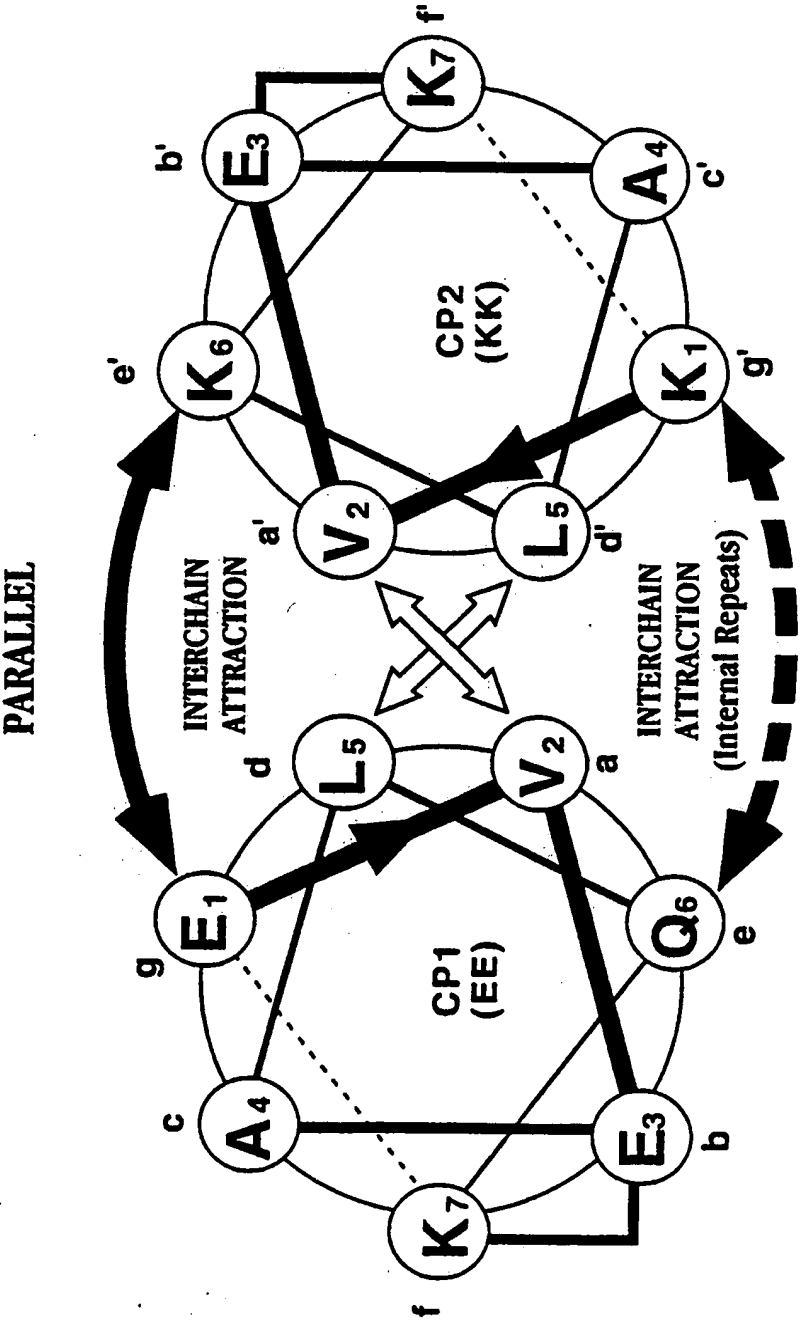 PARALLEL
INTERCHAIN
ATTRACTION
g
E1
c
A4
d
L5
f
K7
CP1
(EE)
V2
a
E3
b
Q6
e
e'
K6
b'
E3
a'
V2
f'
K7
CP2
(KK)
L5
d'
A4
c'
K1
g'
INTERCHAIN
ATTRACTION
(Internal Repeats)